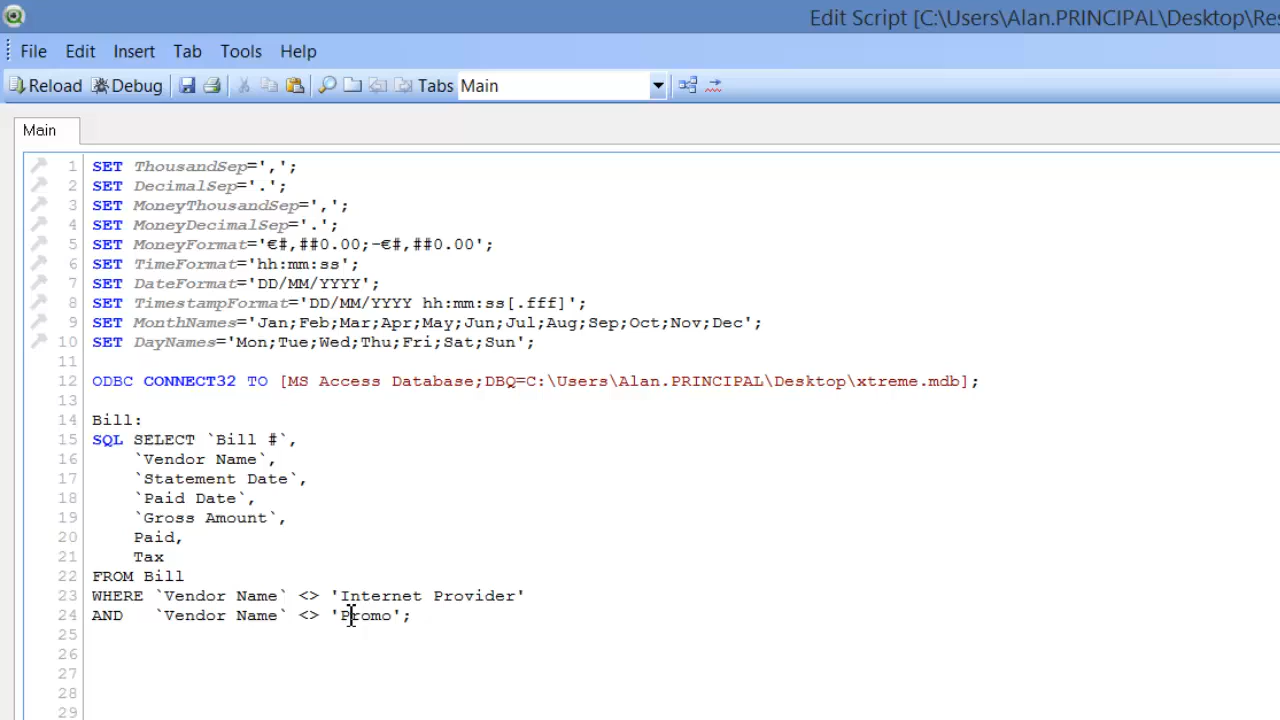 Edit Script [C:\Users\Alan.PRINCIPAL\Desktop\Res
File Edit Insert Tab Tools Help
Reload Debug Tabs Main
Main
1 SET ThousandSep=',';
2 SET DecimalSep='.';
3 SET MoneyThousandSep=',';
4 SET MoneyDecimalSep='.';
5 SET MoneyFormat='€#,##0.00;-€#,##0.00';
6 SET TimeFormat='hh:mm:ss';
7 SET DateFormat='DD/MM/YYYY';
8 SET TimestampFormat='DD/MM/YYYY hh:mm:ss[.fff]';
9 SET MonthNames='Jan;Feb;Mar;Apr;May;Jun;Jul;Aug;Sep;Oct;Nov;Dec';
10 SET DayNames='Mon;Tue;Wed;Thu;Fri;Sat;Sun';
11
12 ODBC CONNECT32 TO [MS Access Database;DBQ=C:\Users\Alan.PRINCIPAL\Desktop\xtreme.mdb];
13
14 Bill:
15 SQL SELECT `Bill #`,
16 `Vendor Name`,
17 `Statement Date`,
18 `Paid Date`,
19 `Gross Amount`,
20 Paid,
21 Tax
22 FROM Bill
23 WHERE `Vendor Name` <> 'Internet Provider'
24 AND `Vendor Name` <> 'Promo';
25
26
27
28
29